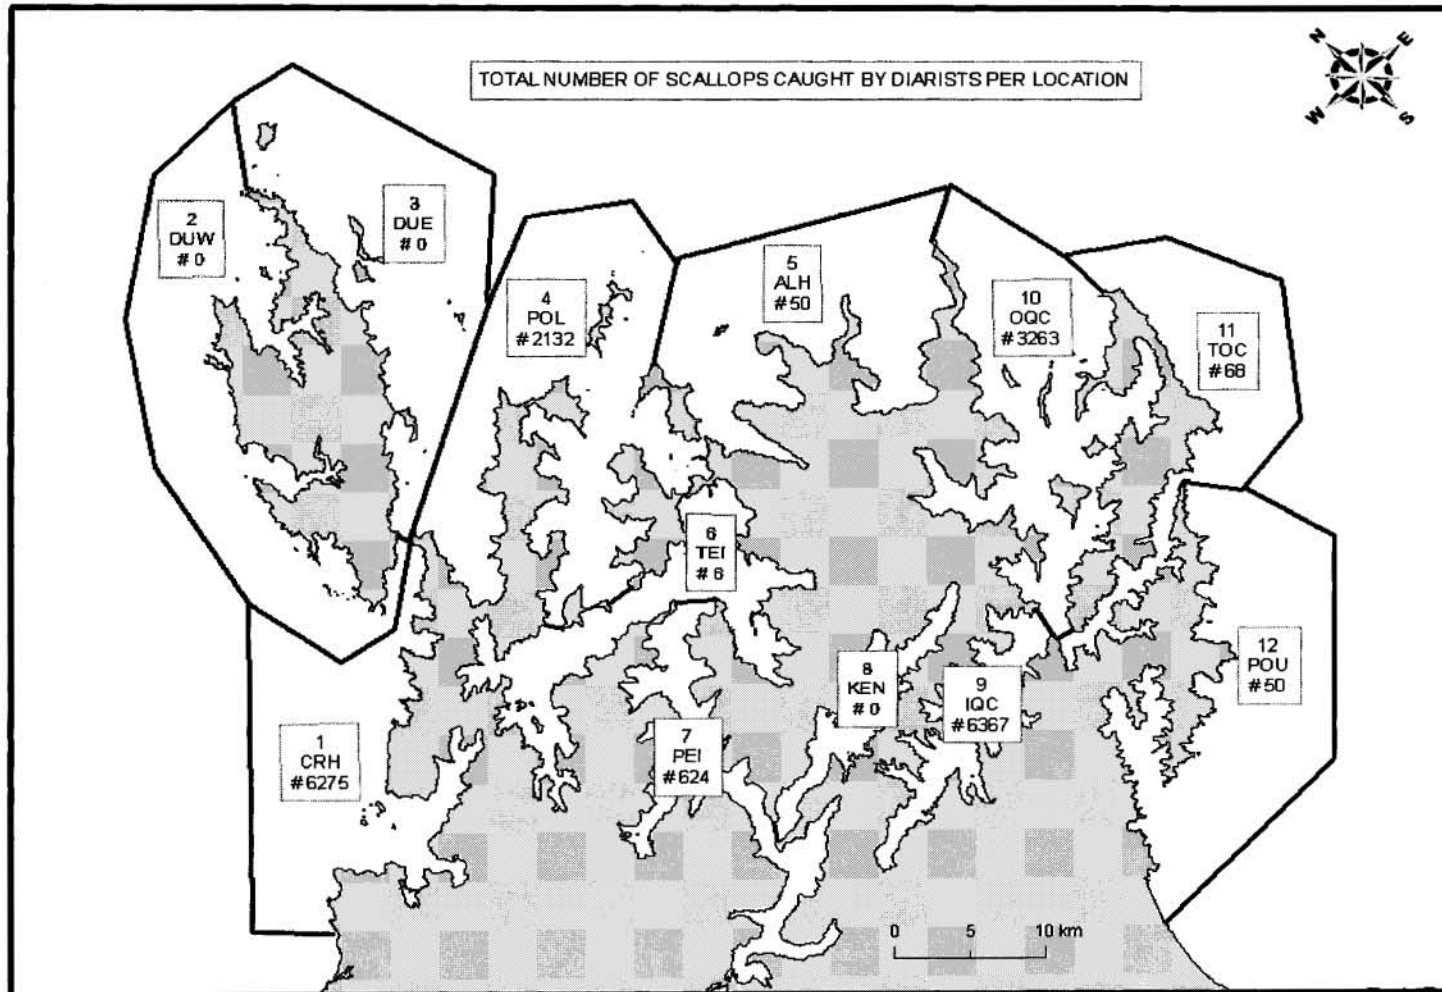 TOTAL NUMBER OF SCALLOPS CAUGHT BY DIARISTS PER LOCATION
N
E
W
S
2
DUW
# 0
3
DUE
# 0
4
POL
#2132
5
ALH
#50
10
OQC
#3263
11
TOC
#68
6
TEI
# 6
12
POU
#50
8
KEN
# 0
9
IQC
#6367
1
CRH
#6275
7
PEI
#624
0 5 10 km